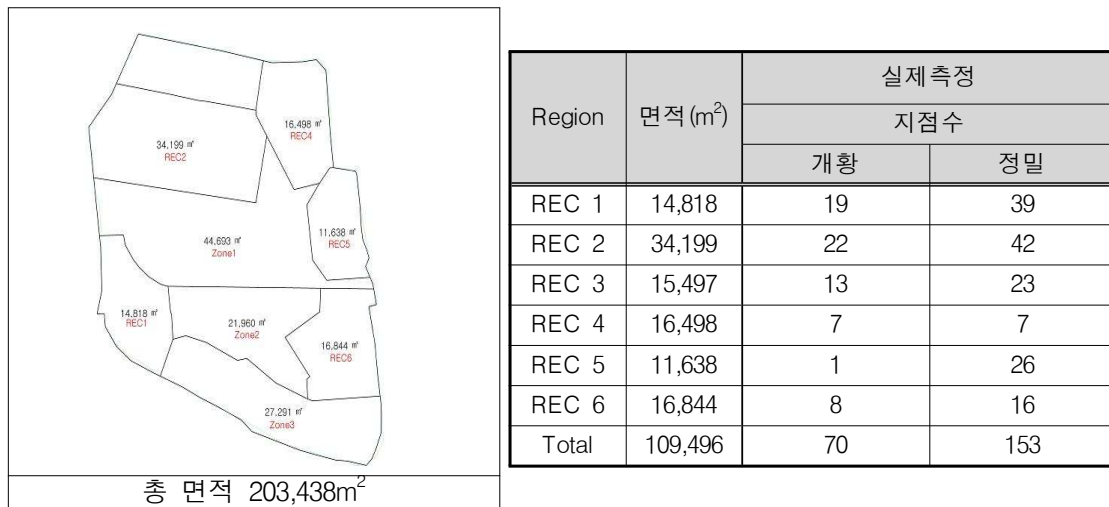 16,498 ㎡
REC4
34,199 ㎡
REC2
11,638 ㎡
REC5
44,693 ㎡
Zone1
14,818 ㎡
REC1
21,960 ㎡
Zone2
16,844 ㎡
REC6
27,291 ㎡
Zone3
총 면적 203,438m²
Region 면적(m²) 실제측정
지점수
개황 정밀
REC 1 14,818 19 39
REC 2 34,199 22 42
REC 3 15,497 13 23
REC 4 16,498 7 7
REC 5 11,638 1 26
REC 6 16,844 8 16
Total 109,496 70 153